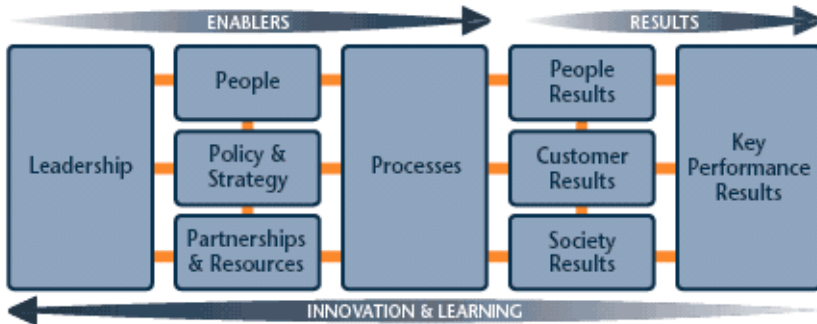 ENABLERS
RESULTS
Leadership
People
Policy &
Strategy
Partnerships
& Resources
Processes
People
Results
Customer
Results
Society
Results
Key
Performance
Results
INNOVATION & LEARNING